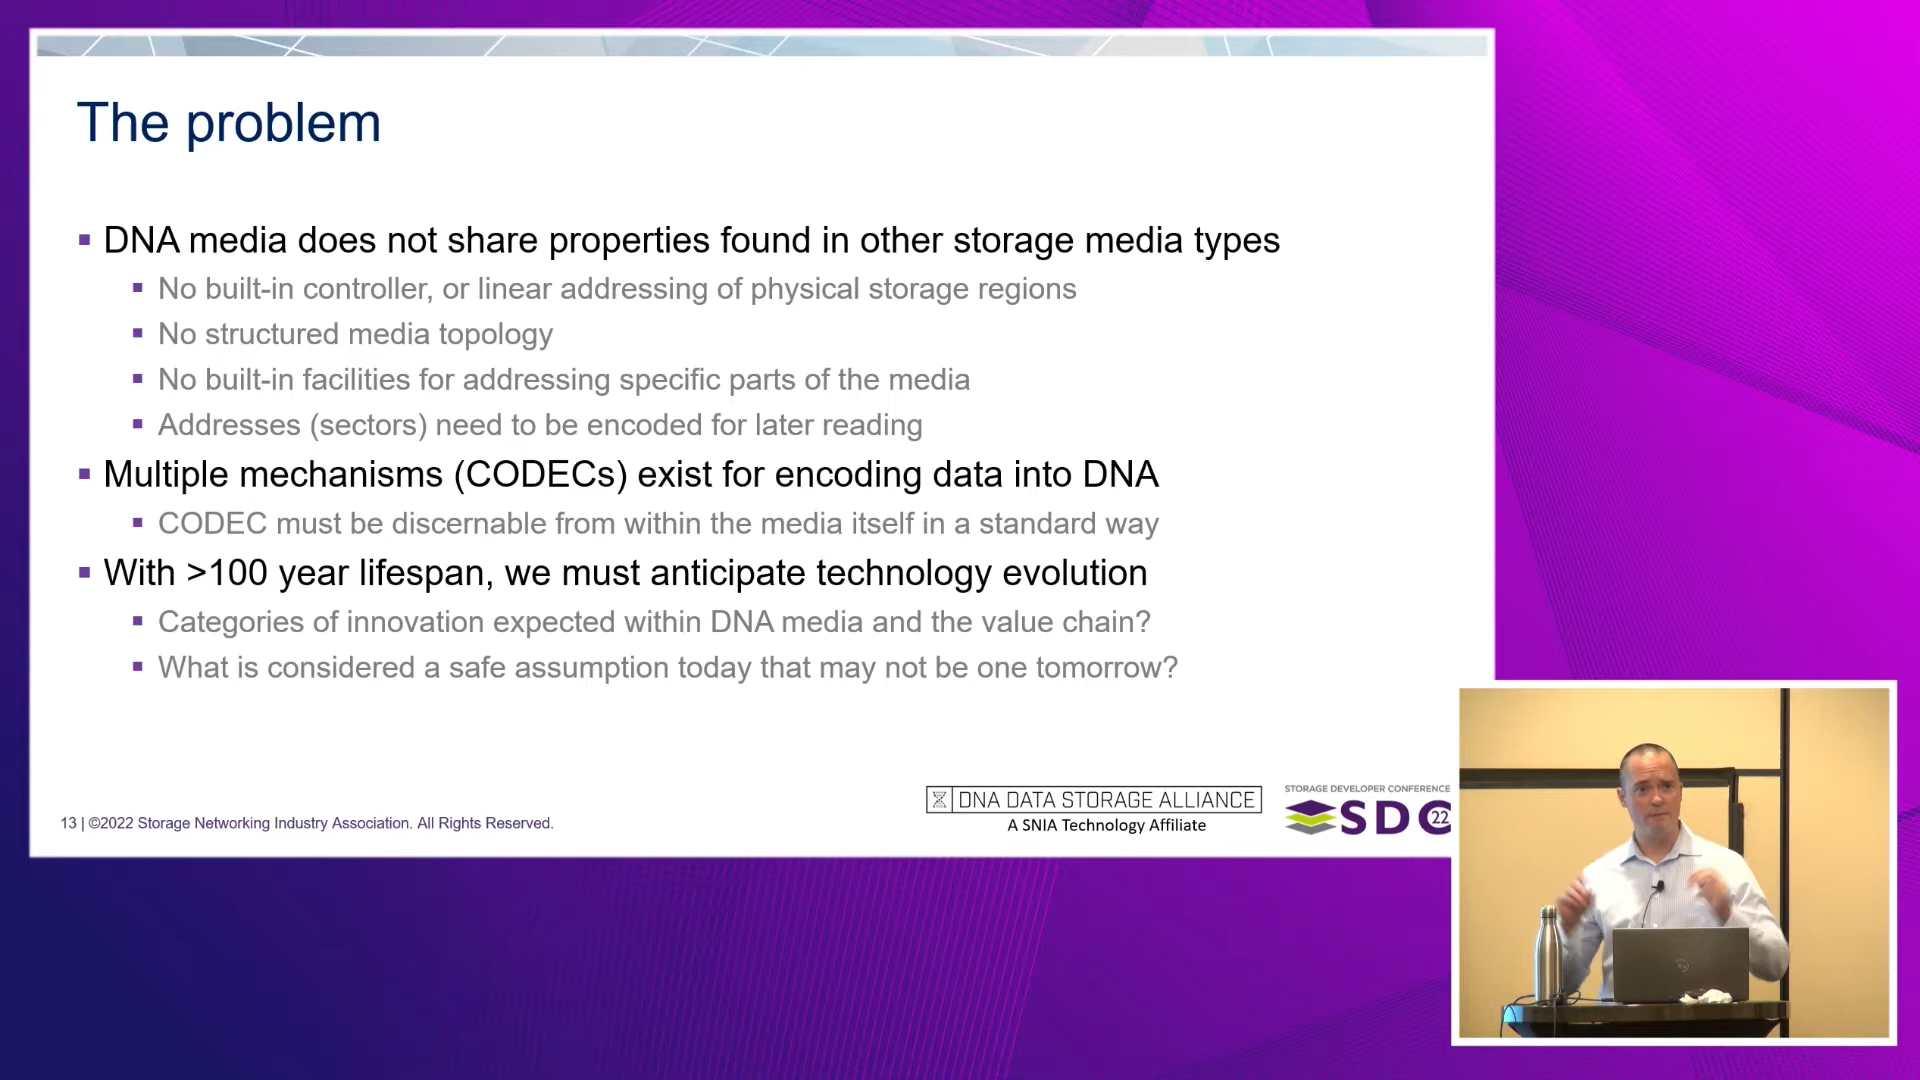 The problem
DNA media does not share properties found in other storage media types
No built-in controller, or linear addressing of physical storage regions
No structured media topology
No built-in facilities for addressing specific parts of the media
Addresses (sectors) need to be encoded for later reading
Multiple mechanisms (CODECs) exist for encoding data into DNA
CODEC must be discernable from within the media itself in a standard way
With >100 year lifespan, we must anticipate technology evolution
Categories of innovation expected within DNA media and the value chain?
What is considered a safe assumption today that may not be one tomorrow?
13 | ©2022 Storage Networking Industry Association. All Rights Reserved.
DNA DATA STORAGE ALLIANCE
A SNIA Technology Affiliate
STORAGE DEVELOPER CONFERENCE
SDC 22